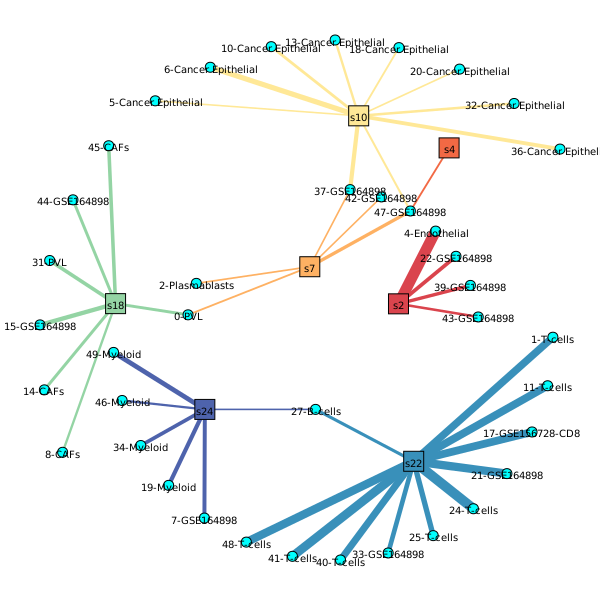 13-Cancer Epithelial
10-Cancer Epithelial
18-Cancer Epithelial
6-Cancer Epithelial
20-Cancer Epithelial
5-Cancer Epithelial
32-Cancer Epithelial
s10
45-CAFs
s4
36-Cancer Epithel
37-GSE164898
42-GSE164898
44-GSE164898
47-GSE164898
4-Endothelial
22-GSE164898
31-PVL
s7
2-Plasmablasts
39-GSE164898
s18
s2
0-PVL
43-GSE164898
15-GSE164898
1-T-cells
49-Myeloid
14-CAFs
11-T-cells
46-Myeloid
s24
27-B-cells
17-GSE156728-CD8
34-Myeloid
8-CAFs
s22
21-GSE164898
19-Myeloid
24-T-cells
7-GSE164898
25-T-cells
48-T-cells
33-GSE164898
41-T-cells
40-T-cells